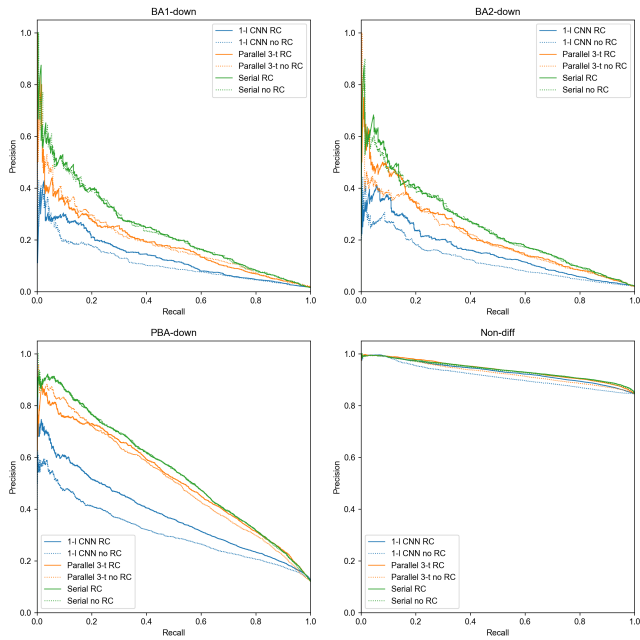 BA1-down
1.0
0.8
0.6
0.4
0.2
0.0
Precision
0.0 0.2 0.4 0.6 0.8 1.0
Recall
1-l CNN RC
1-l CNN no RC
Parallel 3-t RC
Parallel 3-t no RC
Serial RC
Serial no RC
BA2-down
1.0
0.8
0.6
0.4
0.2
0.0
Precision
0.0 0.2 0.4 0.6 0.8 1.0
Recall
1-l CNN RC
1-l CNN no RC
Parallel 3-t RC
Parallel 3-t no RC
Serial RC
Serial no RC
PBA-down
1.0
0.8
0.6
0.4
0.2
0.0
Precision
1-l CNN RC
1-l CNN no RC
Parallel 3-t RC
Parallel 3-t no RC
Serial RC
Serial no RC
0.0 0.2 0.4 0.6 0.8 1.0
Recall
Non-diff
1.0
0.8
0.6
0.4
0.2
0.0
Precision
1-l CNN RC
1-l CNN no RC
Parallel 3-t RC
Parallel 3-t no RC
Serial RC
Serial no RC
0.0 0.2 0.4 0.6 0.8 1.0
Recall